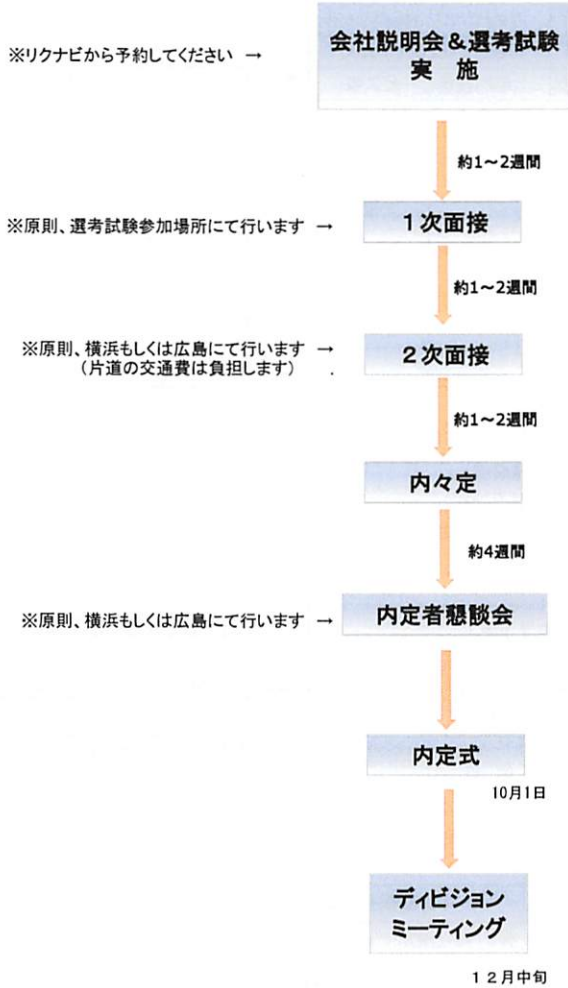 ※リクナビから予約してください →
会社説明会＆選考試験
実　施
約1～2週間
※原則、選考試験参加場所にて行います →
1次面接
約1～2週間
※原則、横浜もしくは広島にて行います →
(片道の交通費は負担します)
2次面接
約1～2週間
内々定
約4週間
※原則、横浜もしくは広島にて行います →
内定者懇談会
内定式
10月1日
ディビジョン
ミーティング
12月中旬